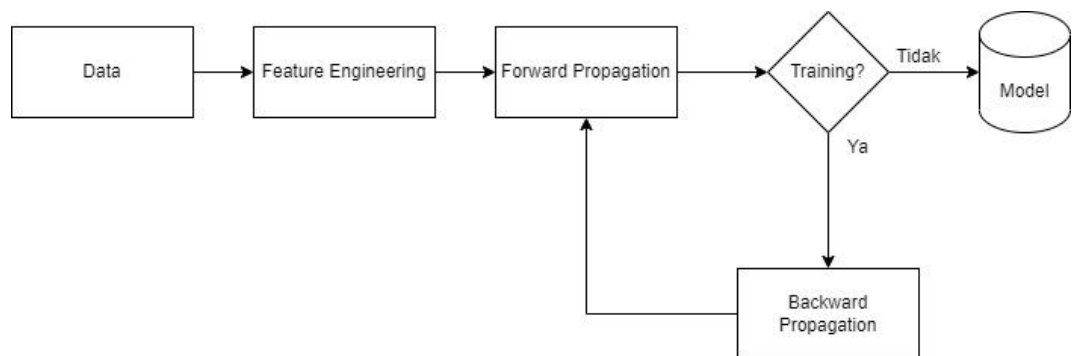 Data
Feature Engineering
Forward Propagation
Training?
Tidak
Model
Ya
Backward
Propagation